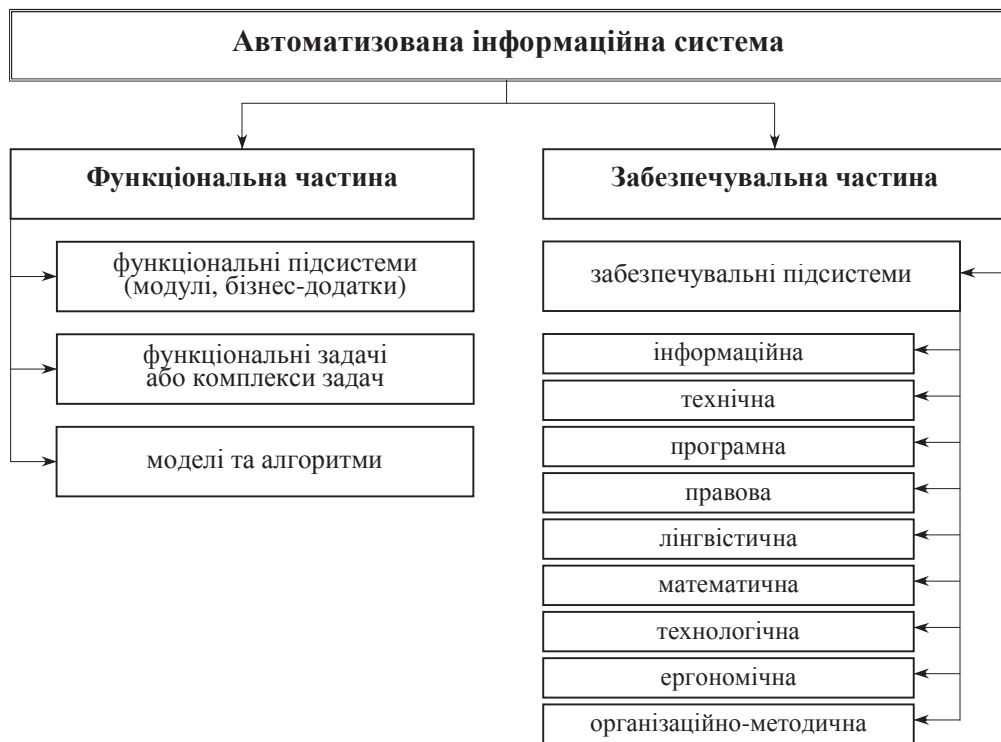 Автоматизована інформаційна система
Функціональна частина
функціональні підсистеми
(модулі, бізнес-додатки)
функціональні задачі
або комплекси задач
моделі та алгоритми
Забезпечувальна частина
забезпечувальні підсистеми
інформаційна
технічна
програмна
правова
лінгвістична
математична
технологічна
ергономічна
організаційно-методична